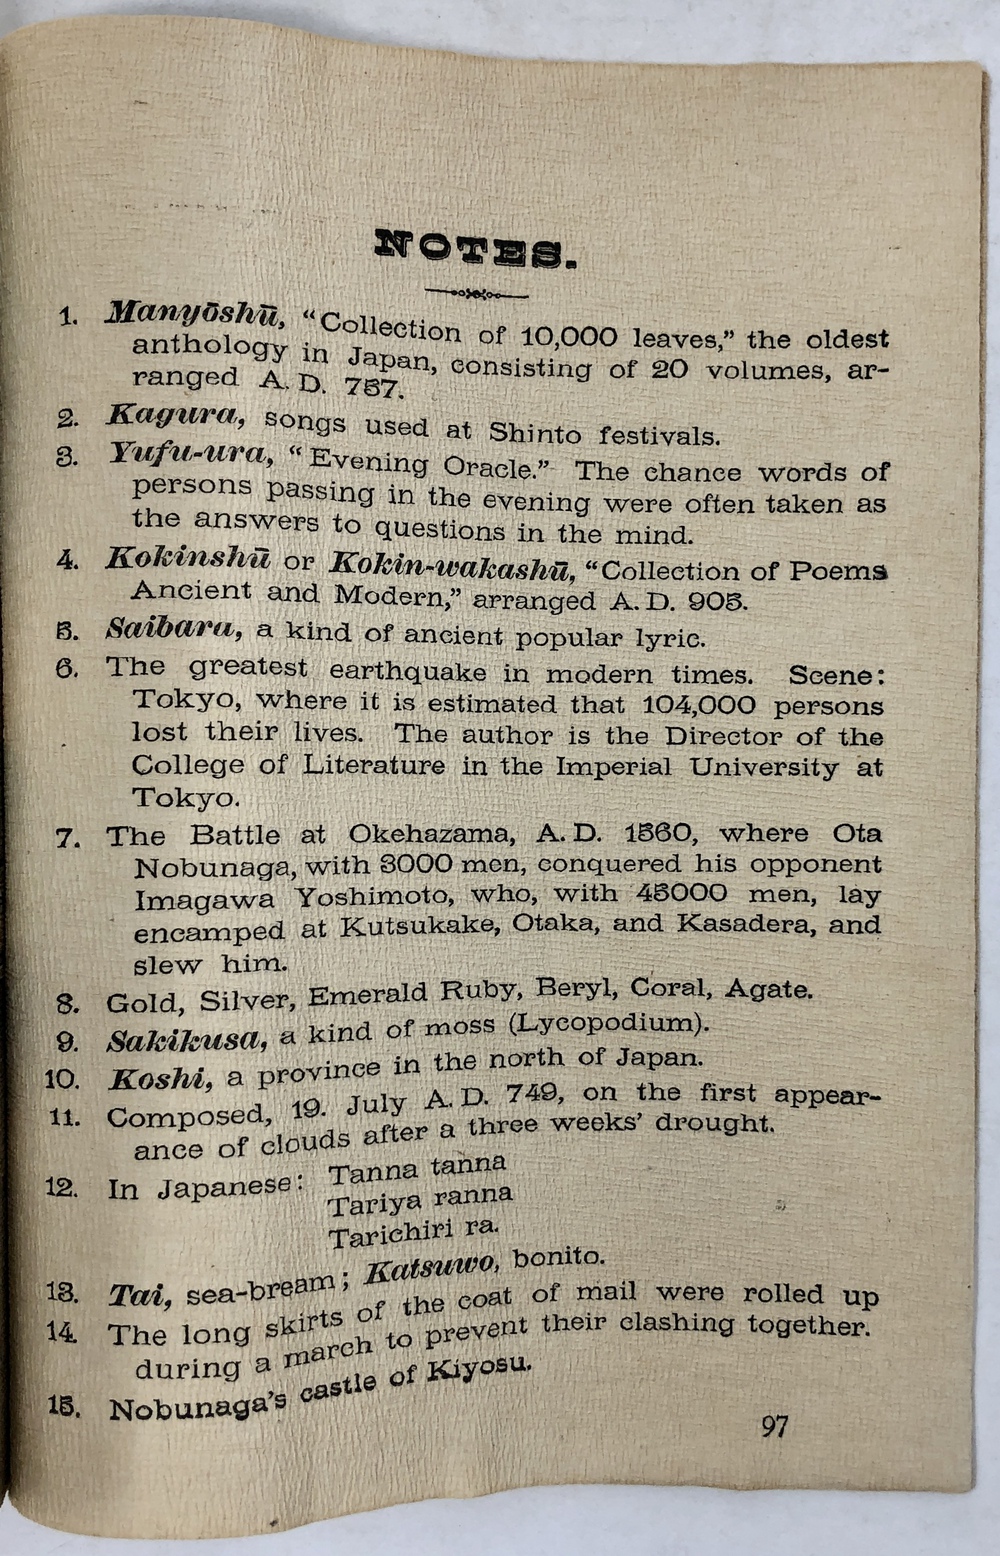 NOTES.
1. Manyōshū, “Collection of 10,000 leaves,” the oldest
anthology in Japan, consisting of 20 volumes, ar-
ranged A. D. 757.
2. Kagura, songs used at Shinto festivals.
3. Yufu-ura, “Evening Oracle.” The chance words of
persons passing in the evening were often taken as
the answers to questions in the mind.
4. Kokinshū or Kokin-wakashū, “Collection of Poems
Ancient and Modern,” arranged A. D. 905.
5. Saibara, a kind of ancient popular lyric.
6. The greatest earthquake in modern times. Scene:
Tokyo, where it is estimated that 104,000 persons
lost their lives. The author is the Director of the
College of Literature in the Imperial University at
Tokyo.
7. The Battle at Okehazama, A. D. 1560, where Ota
Nobunaga, with 3000 men, conquered his opponent
Imagawa Yoshimoto, who, with 45000 men, lay
encamped at Kutsukake, Otaka, and Kasadera, and
slew him.
8. Gold, Silver, Emerald Ruby, Beryl, Coral, Agate.
9. Sakikusa, a kind of moss (Lycopodium).
10. Koshi, a province in the north of Japan.
11. Composed, 19. July A. D. 749, on the first appear-
ance of clouds after a three weeks’ drought.
12. In Japanese: Tanna tanna
Tariya ranna
Tarichiri ra.
13. Tai, sea-bream; Katsuwo, bonito.
14. The long skirts of the coat of mail were rolled up
during a march to prevent their clashing together.
15. Nobunaga’s castle of Kiyosu.
97